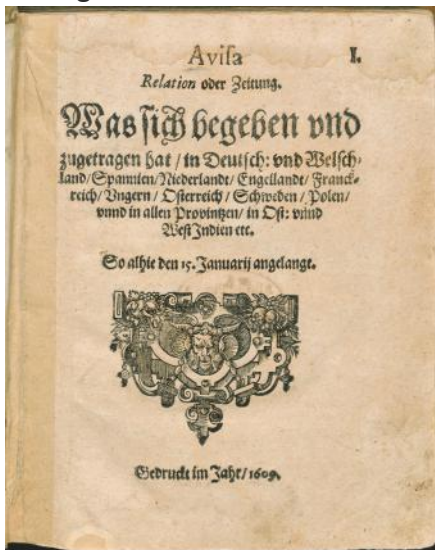 Avisa
I.
Relation oder Zeitung.
Was sich begeben vnd
zugetragen hat / in Deutsch: vnd Welsch-
land/Spannien/Niederlandt/Engellandt/Franck-
reich/Vngern/Osterreich/Schweden/Polen/
vnnd in allen Provintzen/in Ost: vnnd
WestIndien etc.
So alhie den 15. Januarij angelangt.
Gedruckt im Jahr/1609.